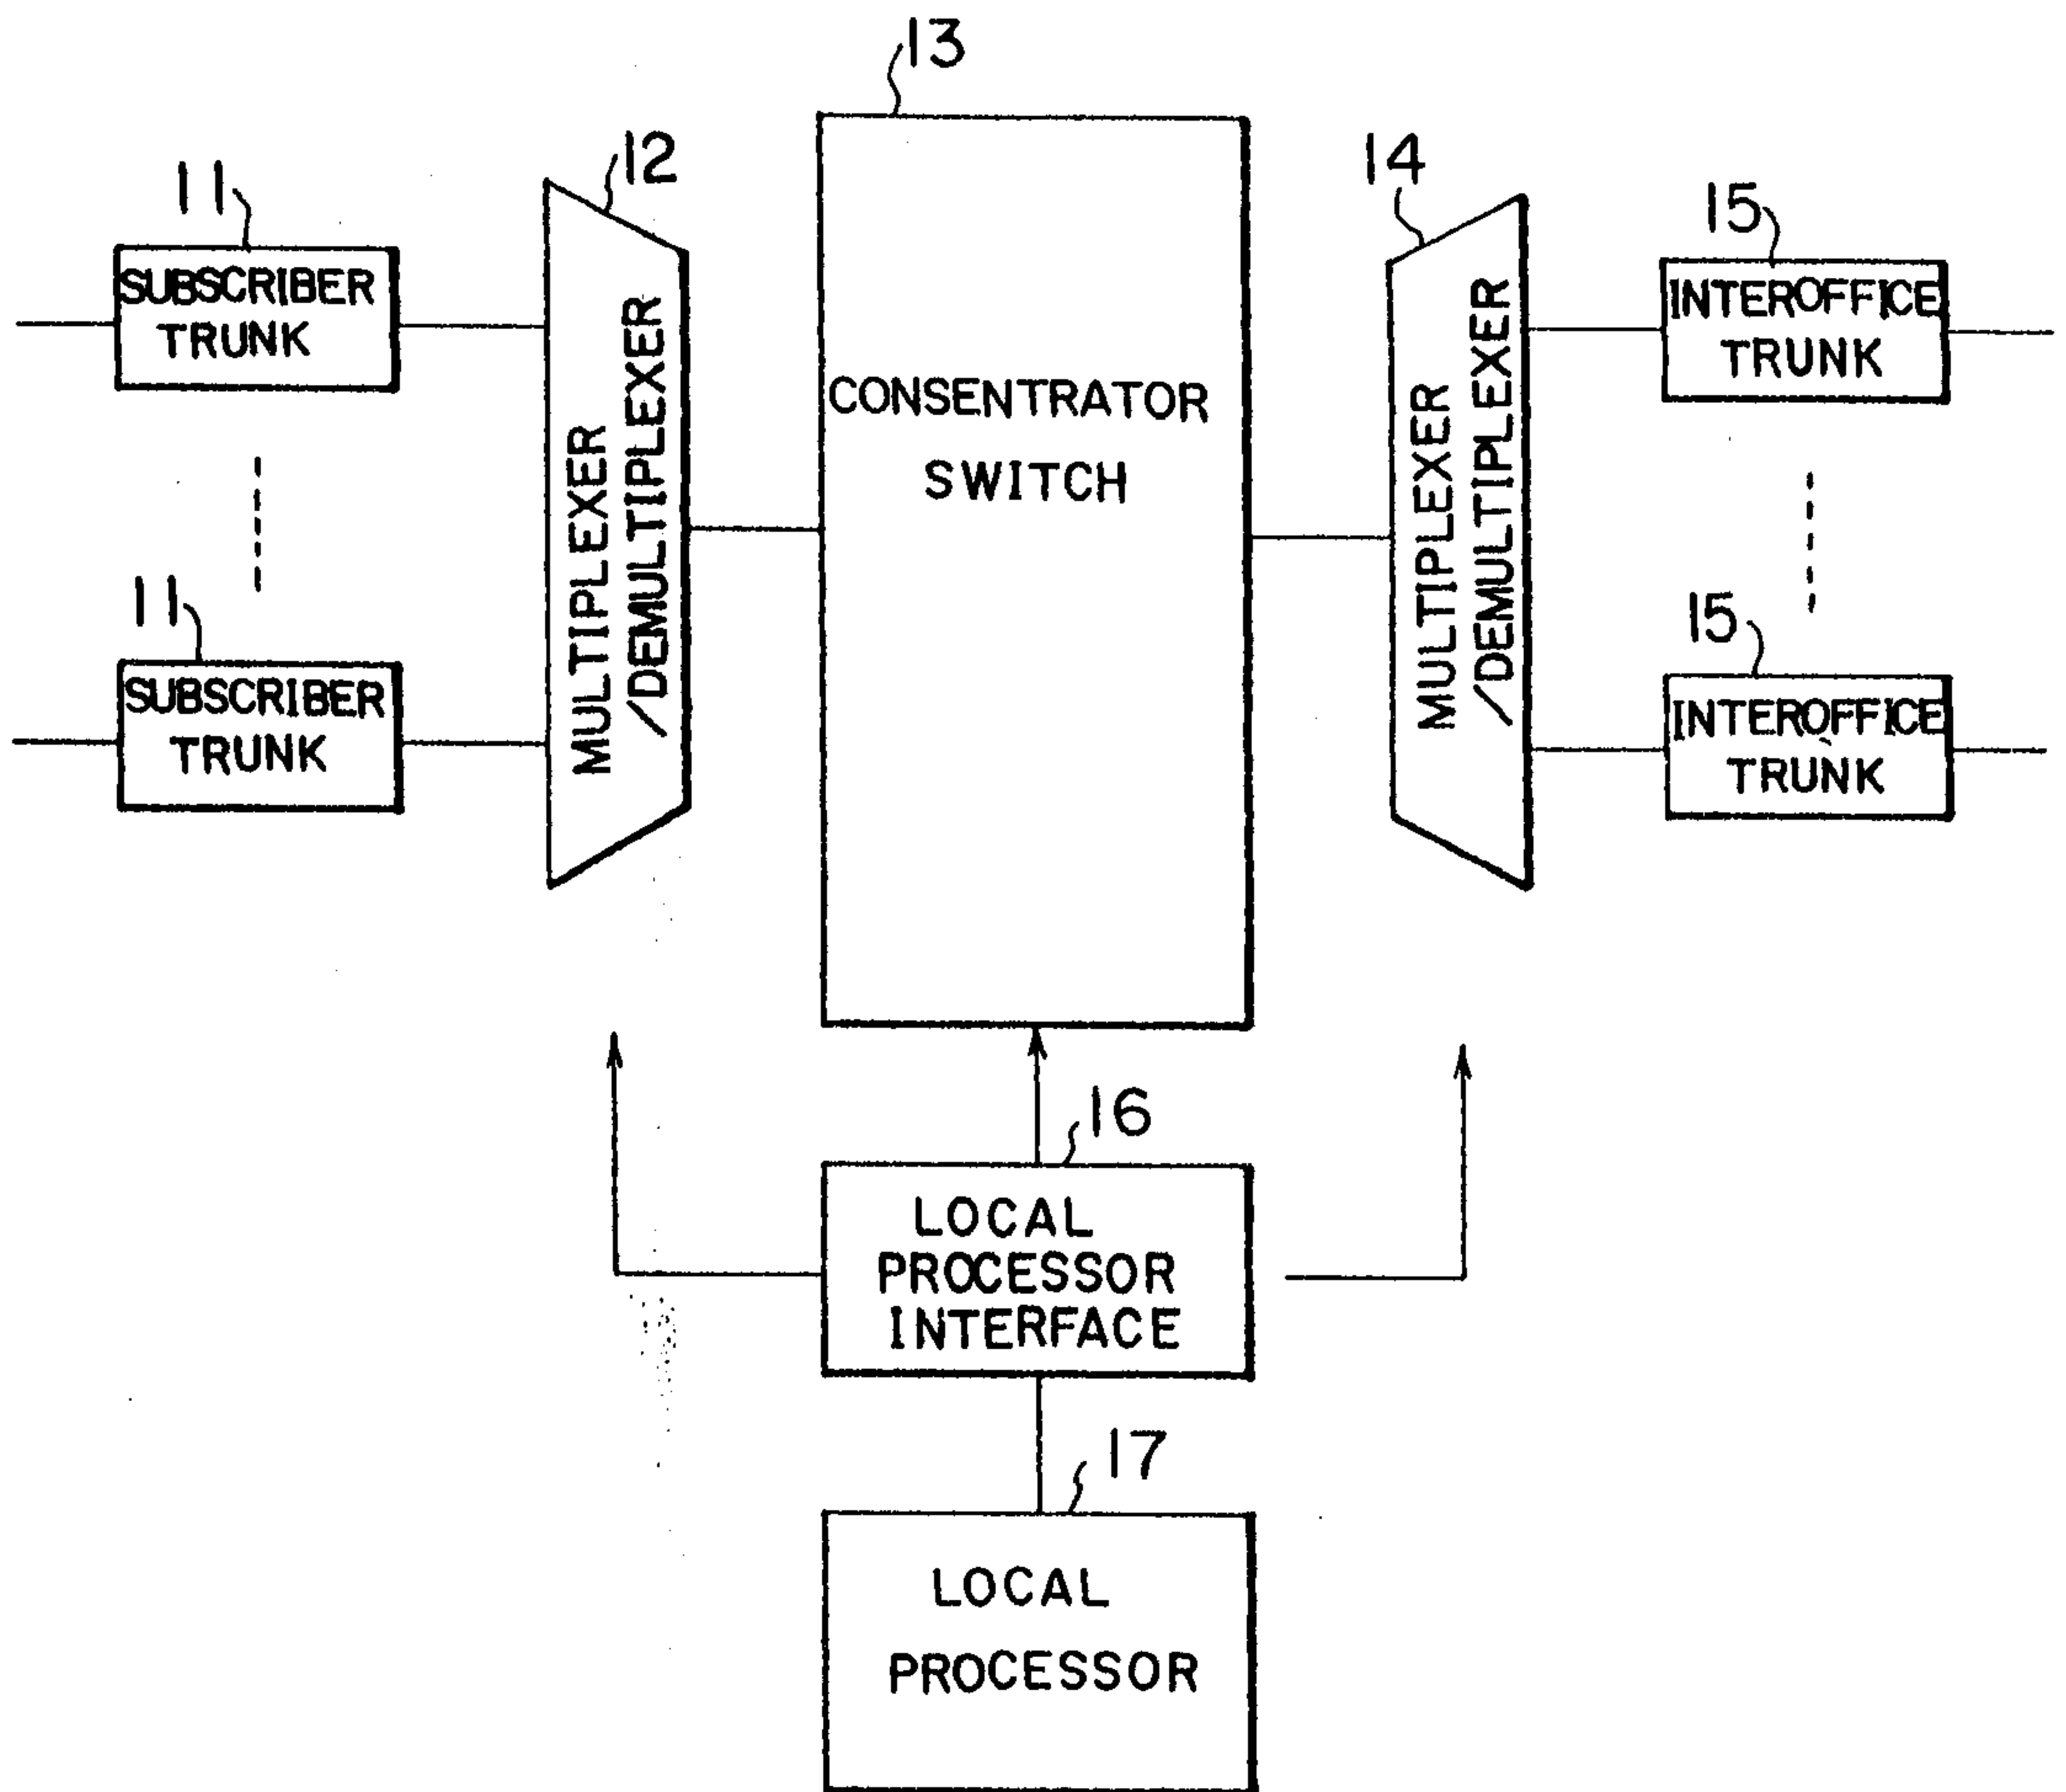 13
12
14
11
15
SUBSCRIBER
TRUNK
MULTIPLEXER
/DEMULTIPLEXER
CONSENTRATOR
SWITCH
MULTIPLEXER
/DEMULTIPLEXER
INTEROFFICE
TRUNK
11
15
SUBSCRIBER
TRUNK
INTEROFFICE
TRUNK
16
LOCAL
PROCESSOR
INTERFACE
17
LOCAL
PROCESSOR